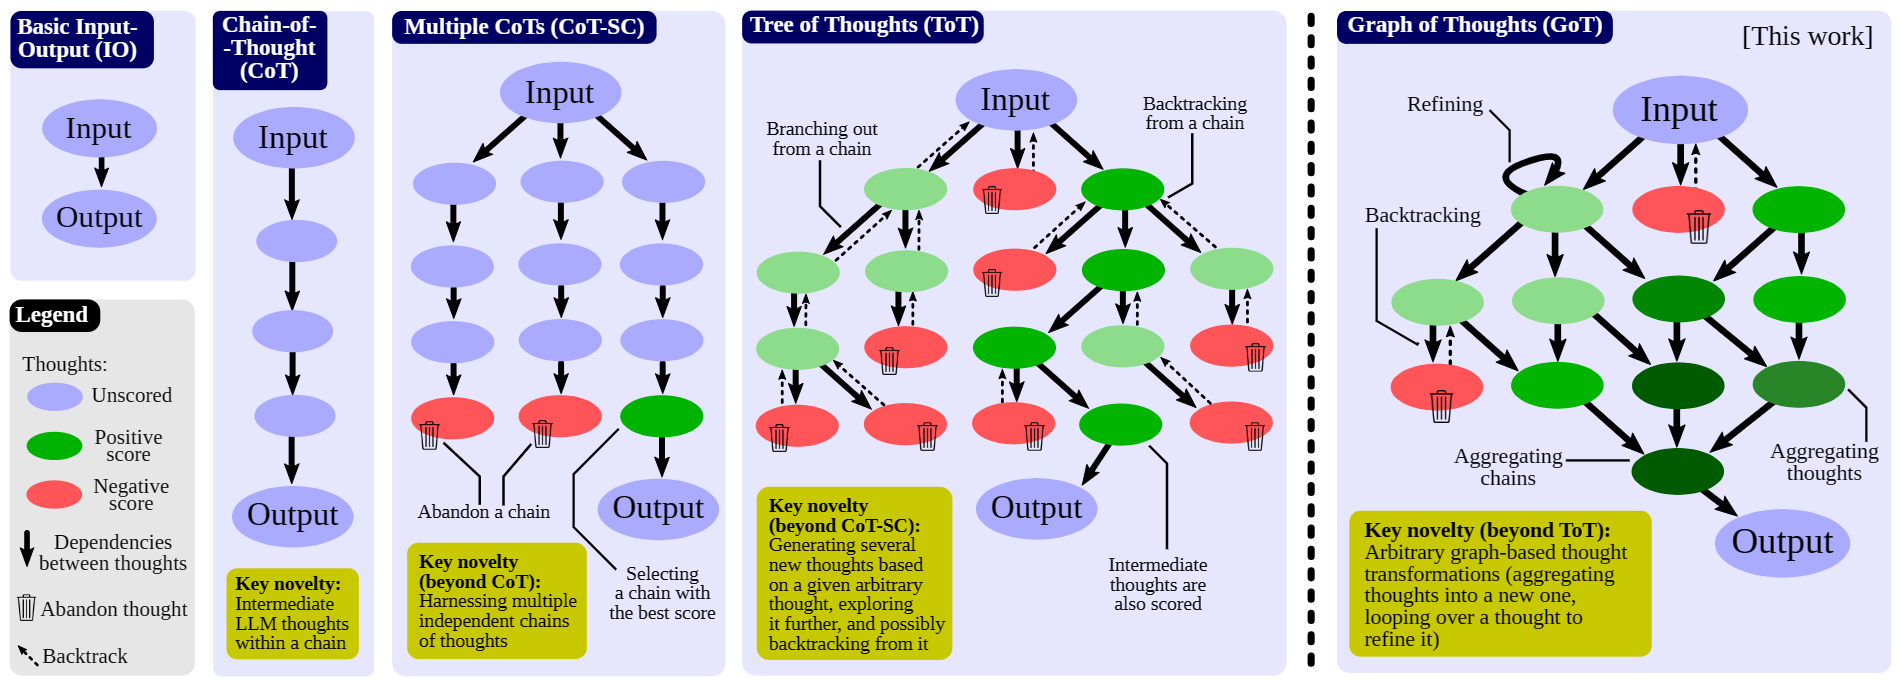 Basic Input-
Output (IO)
Input
Output
Legend
Thoughts:
Unscored
Positive
score
Negative
score
Dependencies
between thoughts
Abandon thought
Backtrack
Chain-of-
-Thought
(CoT)
Input
Output
Key novelty:
Intermediate
LLM thoughts
within a chain
Multiple CoTs (CoT-SC)
Input
Abandon a chain
Output
Key novelty
(beyond CoT):
Harnessing multiple
independent chains
of thoughts
Selecting
a chain with
the best score
Tree of Thoughts (ToT)
Input
Branching out
from a chain
Backtracking
from a chain
Output
Key novelty
(beyond CoT-SC):
Generating several
new thoughts based
on a given arbitrary
thought, exploring
it further, and possibly
backtracking from it
Intermediate
thoughts are
also scored
Graph of Thoughts (GoT)
[This work]
Input
Refining
Backtracking
Aggregating
chains
Aggregating
thoughts
Output
Key novelty (beyond ToT):
Arbitrary graph-based thought
transformations (aggregating
thoughts into a new one,
looping over a thought to
refine it)